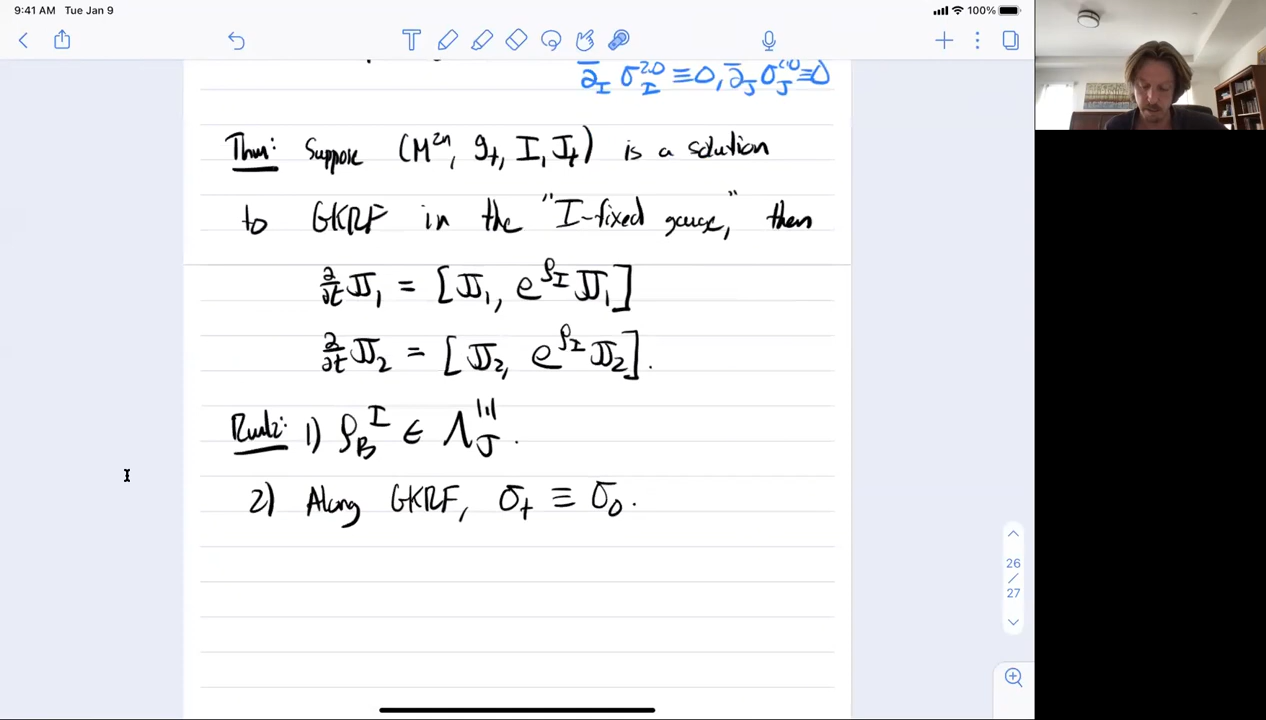 9:41 AM Tue Jan 9
100%
∂̄_I σ_I^{2,0} ≡ 0, ∂̄_J σ_J^{2,0} ≡ 0
Thm: Suppose (M^{2n}, g_t, I, J_t) is a solution
to GKRF in the "I-fixed gauge," then
∂/∂t 𝕁_1 = [𝕁_1, e^{ρ_I} 𝕁_1]
∂/∂t 𝕁_2 = [𝕁_2, e^{ρ_I} 𝕁_2].
Rmk: 1) ρ_B^I ∈ Λ_J^{1,1}.
2) Along GKRF, σ_t ≡ σ_0.
26
/
27